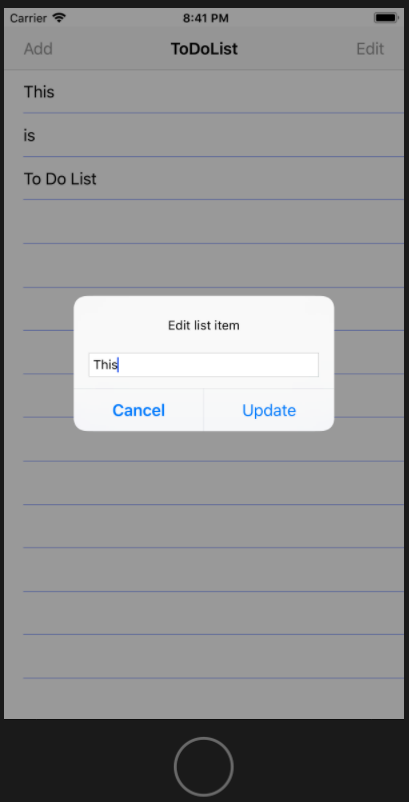 Carrier 8:41 PM
Add ToDoList Edit
This
is
To Do List
Edit list item
This
Cancel Update